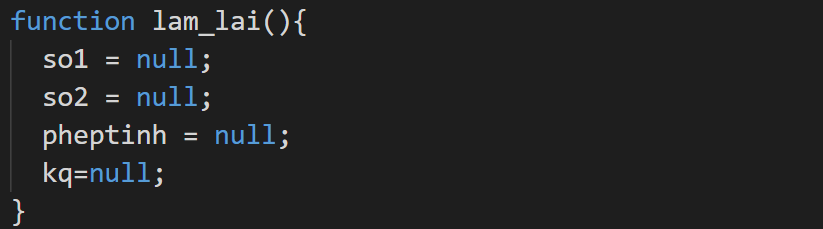 function lam_lai(){
so1 = null;
so2 = null;
pheptinh = null;
kq=null;
}